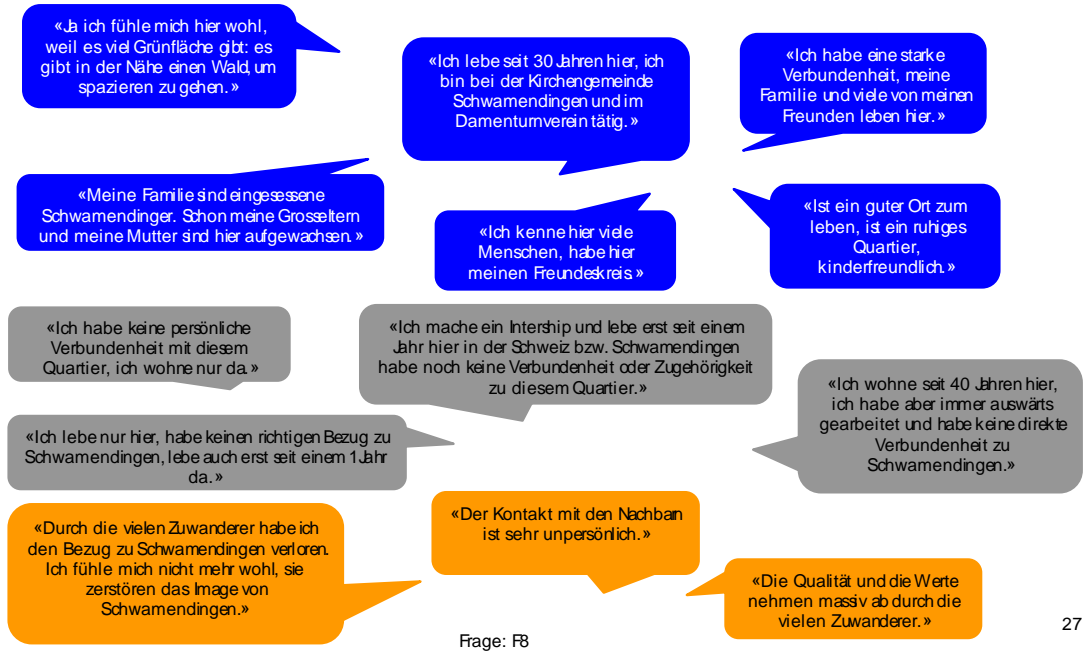 «Ja ich fühle mich hier wohl,
weil es viel Grünfläche gibt: es
gibt in der Nähe einen Wald, um
spazieren zu gehen.»
«Ich lebe seit 30 Jahren hier, ich
bin bei der Kirchengemeinde
Schwamendingen und im
Damenturnverein tätig.»
«Ich habe eine starke
Verbundenheit, meine
Familie und viele von meinen
Freunden leben hier.»
«Meine Familie sind eingesessene
Schwamendinger. Schon meine Grosseltern
und meine Mutter sind hier aufgewachsen.»
«Ich kenne hier viele
Menschen, habe hier
meinen Freundeskreis.»
«Ist ein guter Ort zum
leben, ist ein ruhiges
Quartier,
kinderfreundlich.»
«Ich habe keine persönliche
Verbundenheit mit diesem
Quartier, ich wohne nur da.»
«Ich mache ein Intership und lebe erst seit einem
Jahr hier in der Schweiz bzw. Schwamendingen
habe noch keine Verbundenheit oder Zugehörigkeit
zu diesem Quartier.»
«Ich wohne seit 40 Jahren hier,
ich habe aber immer auswärts
gearbeitet und habe keine direkte
Verbundenheit zu
Schwamendingen.»
«Ich lebe nur hier, habe keinen richtigen Bezug zu
Schwamendingen, lebe auch erst seit einem 1 Jahr
da.»
«Durch die vielen Zuwanderer habe ich
den Bezug zu Schwamendingen verloren.
Ich fühle mich nicht mehr wohl, sie
zerstören das Image von
Schwamendingen.»
«Der Kontakt mit den Nachbarn
ist sehr unpersönlich.»
«Die Qualität und die Werte
nehmen massiv ab durch die
vielen Zuwanderer.»
Frage: F8
27